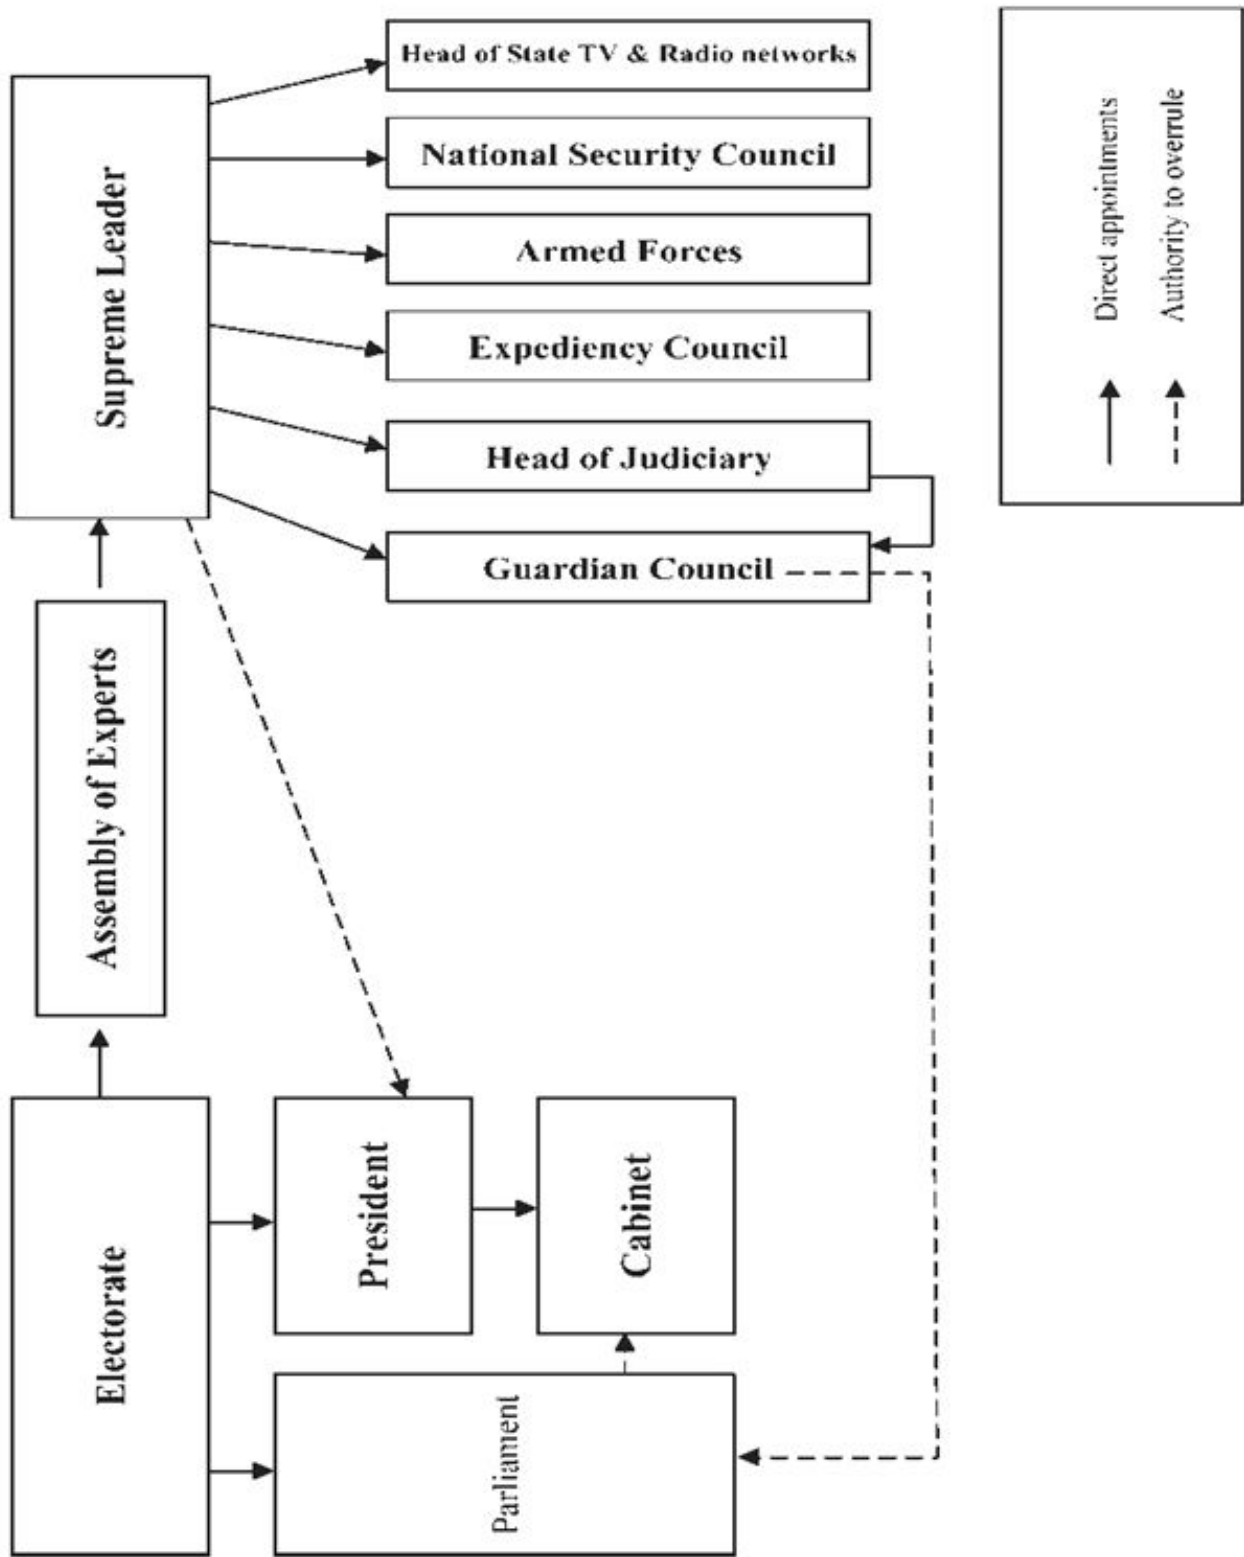 Head of State TV & Radio networks
National Security Council
Armed Forces
Expediency Council
Head of Judiciary
Guardian Council
Supreme Leader
Assembly of Experts
Electorate
President
Cabinet
Parliament
Direct appointments
Authority to overrule